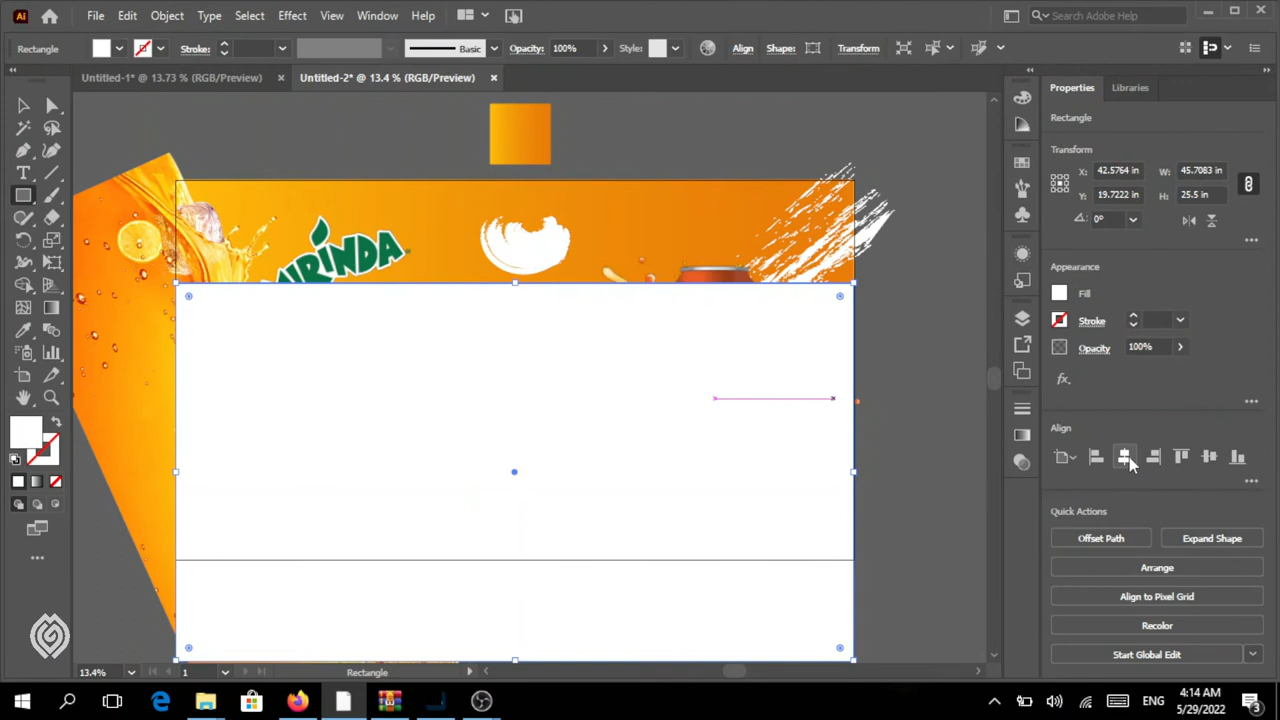 Ai File Edit Object Type Select Effect View Window Help Search Adobe Help
Rectangle Stroke: Basic Opacity: 100% Style: Align Shape: Transform
Untitled-1* @ 13.73 % (RGB/Preview) × Untitled-2* @ 13.4 % (RGB/Preview) ×
Properties Libraries
Rectangle
Transform
X: 42.5764 in W: 45.7083 in
Y: 19.7222 in H: 25.5 in
0°
Appearance
Fill
Stroke
Opacity 100%
fx.
Align
Quick Actions
Offset Path Expand Shape
Arrange
Align to Pixel Grid
Recolor
Start Global Edit
MIRINDA
13.4% 1 Rectangle
ENG 4:14 AM
5/29/2022 3